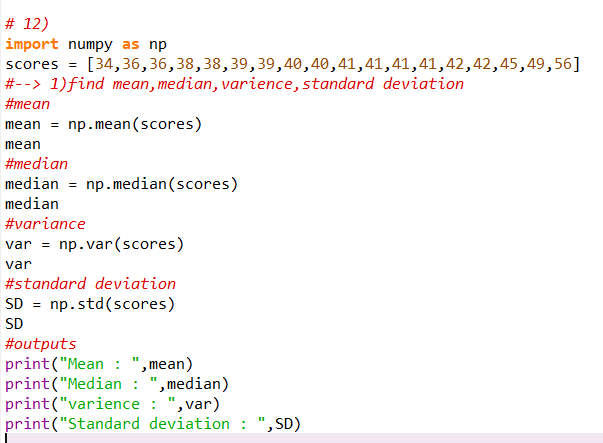 # 12)
import numpy as np
scores = [34,36,36,38,38,39,39,40,40,41,41,41,41,42,42,45,49,56]
#--> 1)find mean,median,varience,standard deviation
#mean
mean = np.mean(scores)
mean
#median
median = np.median(scores)
median
#variance
var = np.var(scores)
var
#standard deviation
SD = np.std(scores)
SD
#outputs
print("Mean : ",mean)
print("Median : ",median)
print("varience : ",var)
print("Standard deviation : ",SD)